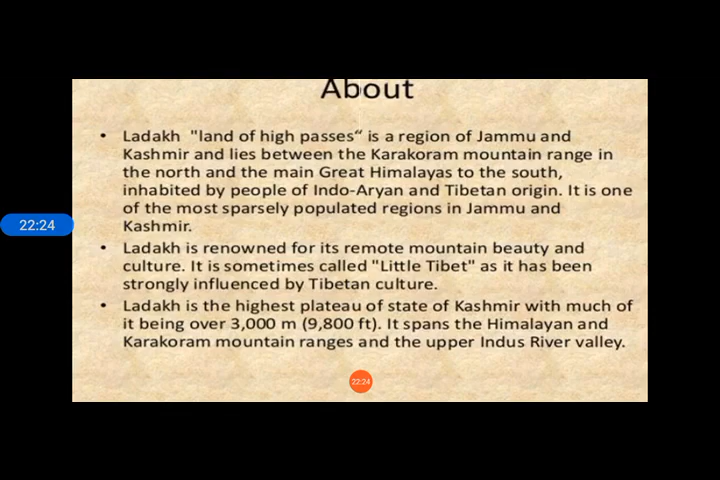 About
• Ladakh "land of high passes“ is a region of Jammu and
Kashmir and lies between the Karakoram mountain range in
the north and the main Great Himalayas to the south,
inhabited by people of Indo-Aryan and Tibetan origin. It is one
of the most sparsely populated regions in Jammu and
Kashmir.
• Ladakh is renowned for its remote mountain beauty and
culture. It is sometimes called "Little Tibet" as it has been
strongly influenced by Tibetan culture.
• Ladakh is the highest plateau of state of Kashmir with much of
it being over 3,000 m (9,800 ft). It spans the Himalayan and
Karakoram mountain ranges and the upper Indus River valley.
22:24
22:24